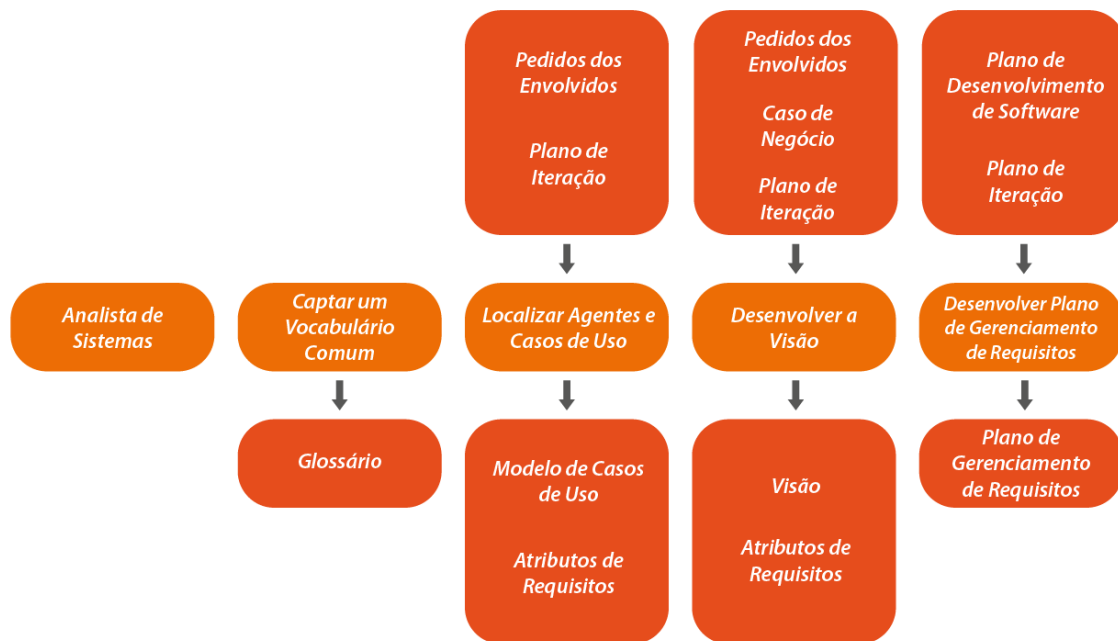 Pedidos dos
Envolvidos
Plano de
Iteração
Pedidos dos
Envolvidos
Caso de
Negócio
Plano de
Iteração
Plano de
Desenvolvimento
de Software
Plano de
Iteração
Analista de
Sistemas
Captar um
Vocabulário
Comum
Localizar Agentes e
Casos de Uso
Desenvolver a
Visão
Desenvolver Plano
de Gerenciamento
de Requisitos
Glossário
Modelo de Casos
de Uso
Atributos de
Requisitos
Visão
Atributos de
Requisitos
Plano de
Gerenciamento
de Requisitos